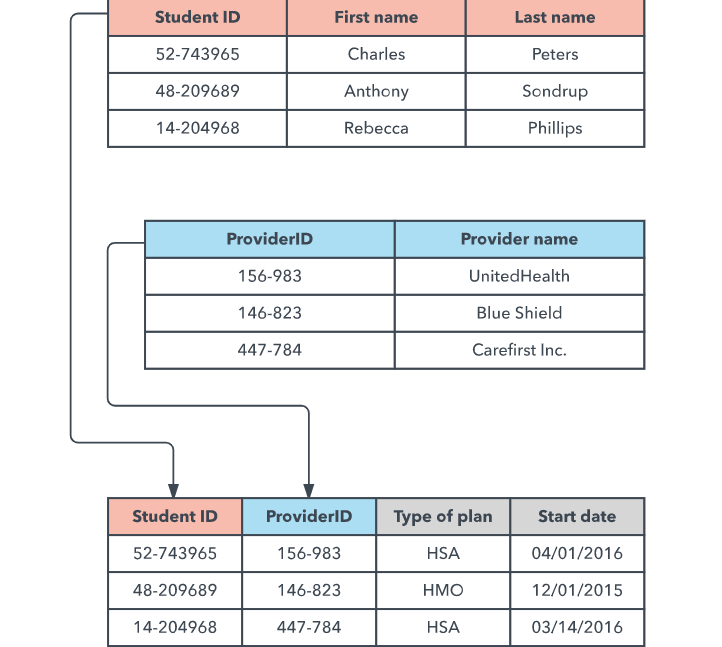 Student ID First name Last name
52-743965 Charles Peters
48-209689 Anthony Sondrup
14-204968 Rebecca Phillips
ProviderID Provider name
156-983 UnitedHealth
146-823 Blue Shield
447-784 Carefirst Inc.
Student ID ProviderID Type of plan Start date
52-743965 156-983 HSA 04/01/2016
48-209689 146-823 HMO 12/01/2015
14-204968 447-784 HSA 03/14/2016